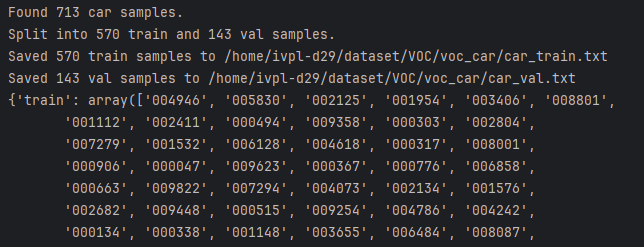 Found 713 car samples.
Split into 570 train and 143 val samples.
Saved 570 train samples to /home/ivpl-d29/dataset/VOC/voc_car/car_train.txt
Saved 143 val samples to /home/ivpl-d29/dataset/VOC/voc_car/car_val.txt
{'train': array(['004946', '005830', '002125', '001954', '003406', '008801',
'001112', '002411', '000494', '009358', '000303', '002804',
'007279', '001532', '006128', '004618', '000317', '008001',
'000906', '000047', '009623', '000367', '000776', '006858',
'000663', '009822', '007294', '004073', '002134', '001576',
'002682', '009448', '000515', '009254', '004786', '004242',
'000134', '000338', '001148', '003655', '006484', '008087',